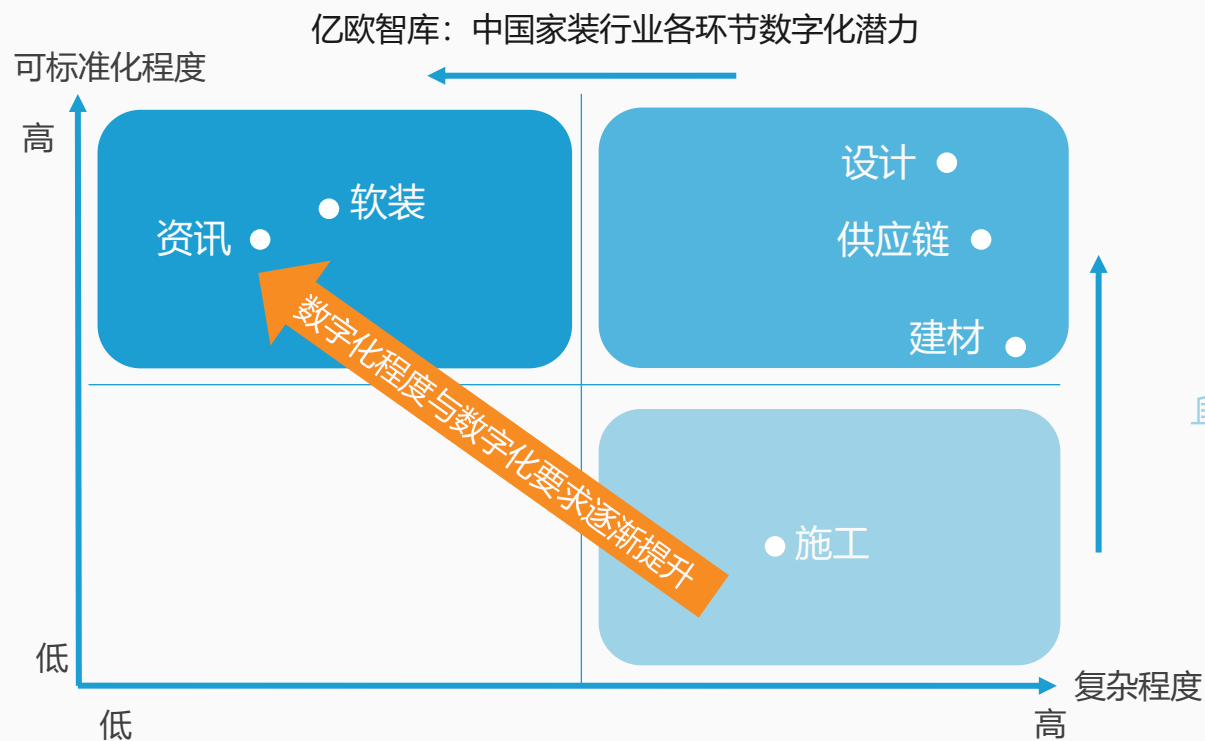 亿欧智库：中国家装行业各环节数字化潜力
可标准化程度
高
设计
软装
资讯
供应链
建材
数字化程度与数字化要求逐渐提升
施工
低
复杂程度
低
高